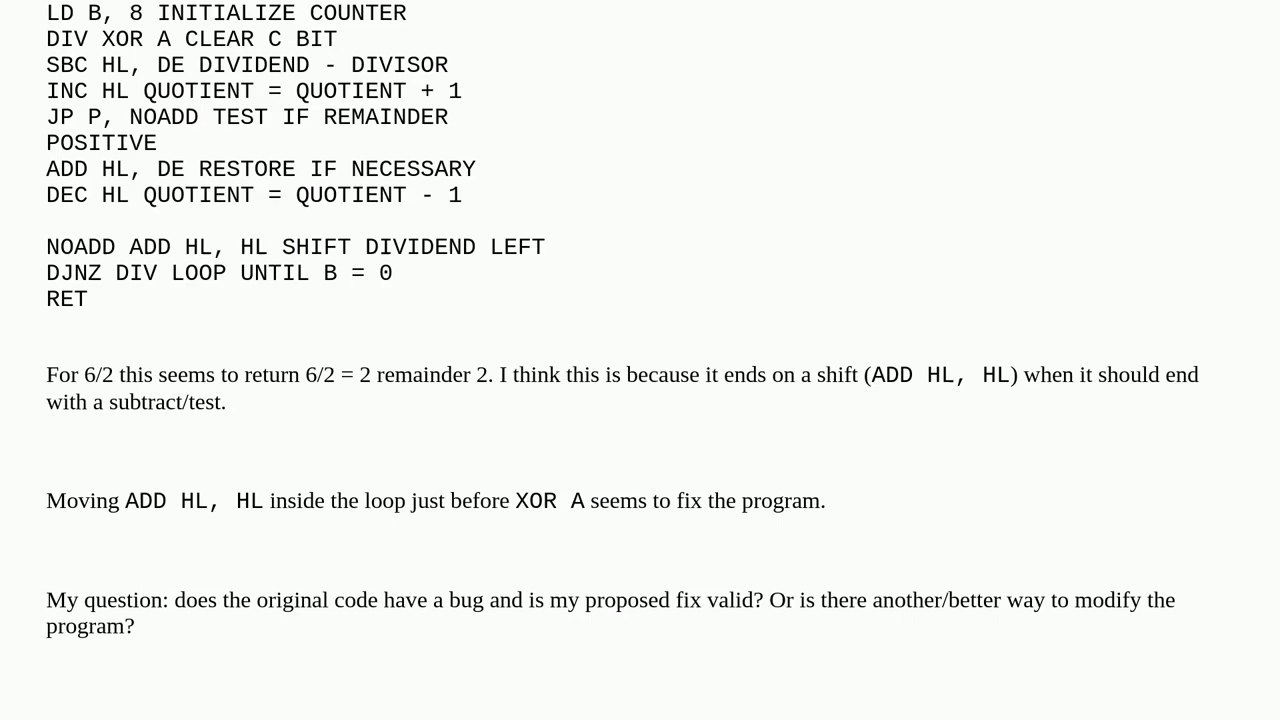 LD B, 8 INITIALIZE COUNTER
DIV XOR A CLEAR C BIT
SBC HL, DE DIVIDEND - DIVISOR
INC HL QUOTIENT = QUOTIENT + 1
JP P, NOADD TEST IF REMAINDER
POSITIVE
ADD HL, DE RESTORE IF NECESSARY
DEC HL QUOTIENT = QUOTIENT - 1
NOADD ADD HL, HL SHIFT DIVIDEND LEFT
DJNZ DIV LOOP UNTIL B = 0
RET
For 6/2 this seems to return 6/2 = 2 remainder 2. I think this is because it ends on a shift (ADD HL, HL) when it should end
with a subtract/test.
Moving ADD HL, HL inside the loop just before XOR A seems to fix the program.
My question: does the original code have a bug and is my proposed fix valid? Or is there another/better way to modify the
program?